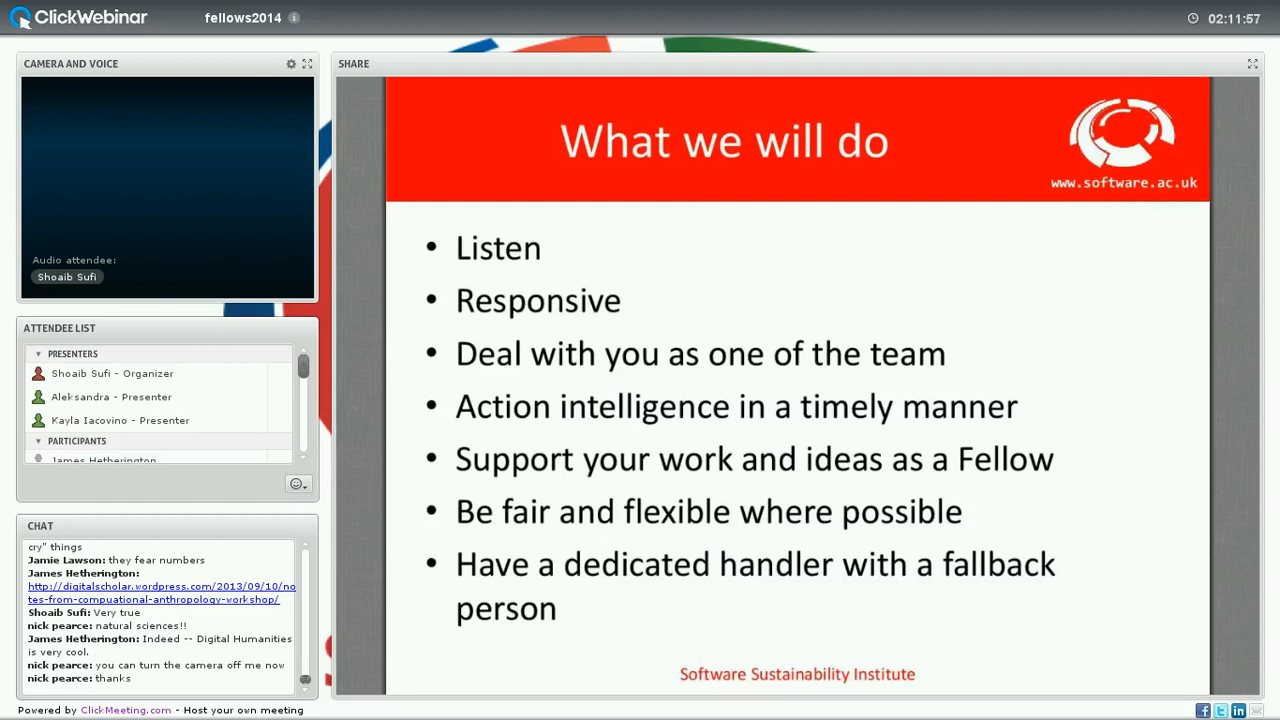 ClickWebinar
fellows2014
02:11:57
CAMERA AND VOICE
Audio attendee:
Shoaib Sufi
ATTENDEE LIST
PRESENTERS
Shoaib Sufi - Organizer
Aleksandra - Presenter
Kayla Iacovino - Presenter
PARTICIPANTS
James Hetherington
CHAT
cry" things
Jamie Lawson: they fear numbers
James Hetherington:
http://digitalscholar.wordpress.com/2013/09/10/no
tes-from-compuational-anthropology-workshop/
Shoaib Sufi: Very true
nick pearce: natural sciences!!
James Hetherington: Indeed -- Digital Humanities
is very cool.
nick pearce: you can turn the camera off me now
nick pearce: thanks
SHARE
What we will do
www.software.ac.uk
• Listen
• Responsive
• Deal with you as one of the team
• Action intelligence in a timely manner
• Support your work and ideas as a Fellow
• Be fair and flexible where possible
• Have a dedicated handler with a fallback
person
Software Sustainability Institute
Powered by ClickMeeting.com - Host your own meeting